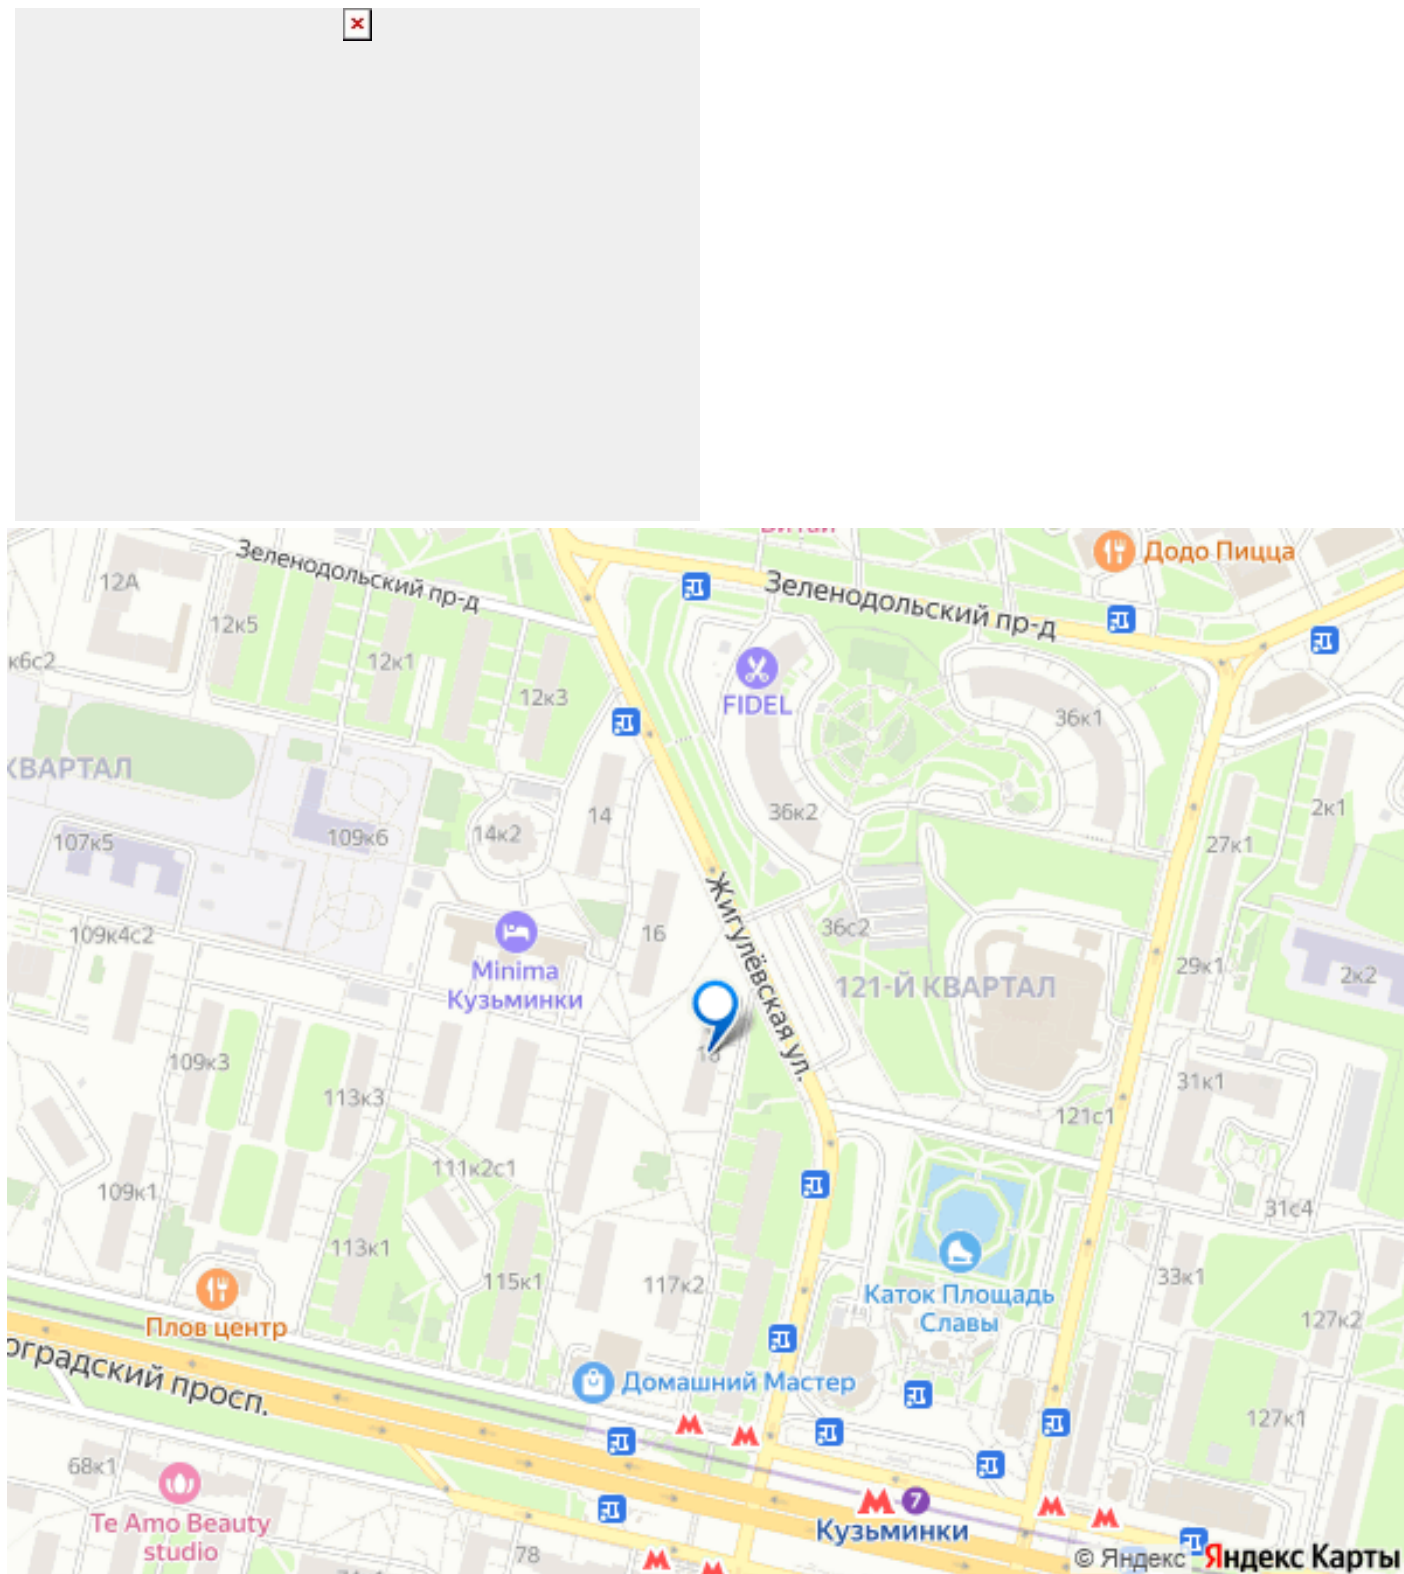 Додо Пицца
Зеленодольский пр-д
12А
Зеленодольский пр-д
12к5
к6с2
12к1
12к3
FIDEL
36к1
КВАРТАЛ
14
36к2
2к1
107к5
109к6
14к2
27к1
Жигулёвская ул.
109к4с2
16
36с2
Minima
Кузьминки
121-Й КВАРТАЛ
29к1
2к2
109к3
113к3
31к1
121с1
111к2с1
109к1
31с4
113к1
115к1
117к2
33к1
Каток Площадь
Славы
Плов центр
127к2
оградский просп.
Домашний Мастер
127к1
68к1
7
Te Amo Beauty
studio
Кузьминки
78
© Яндекс Яндекс Карты